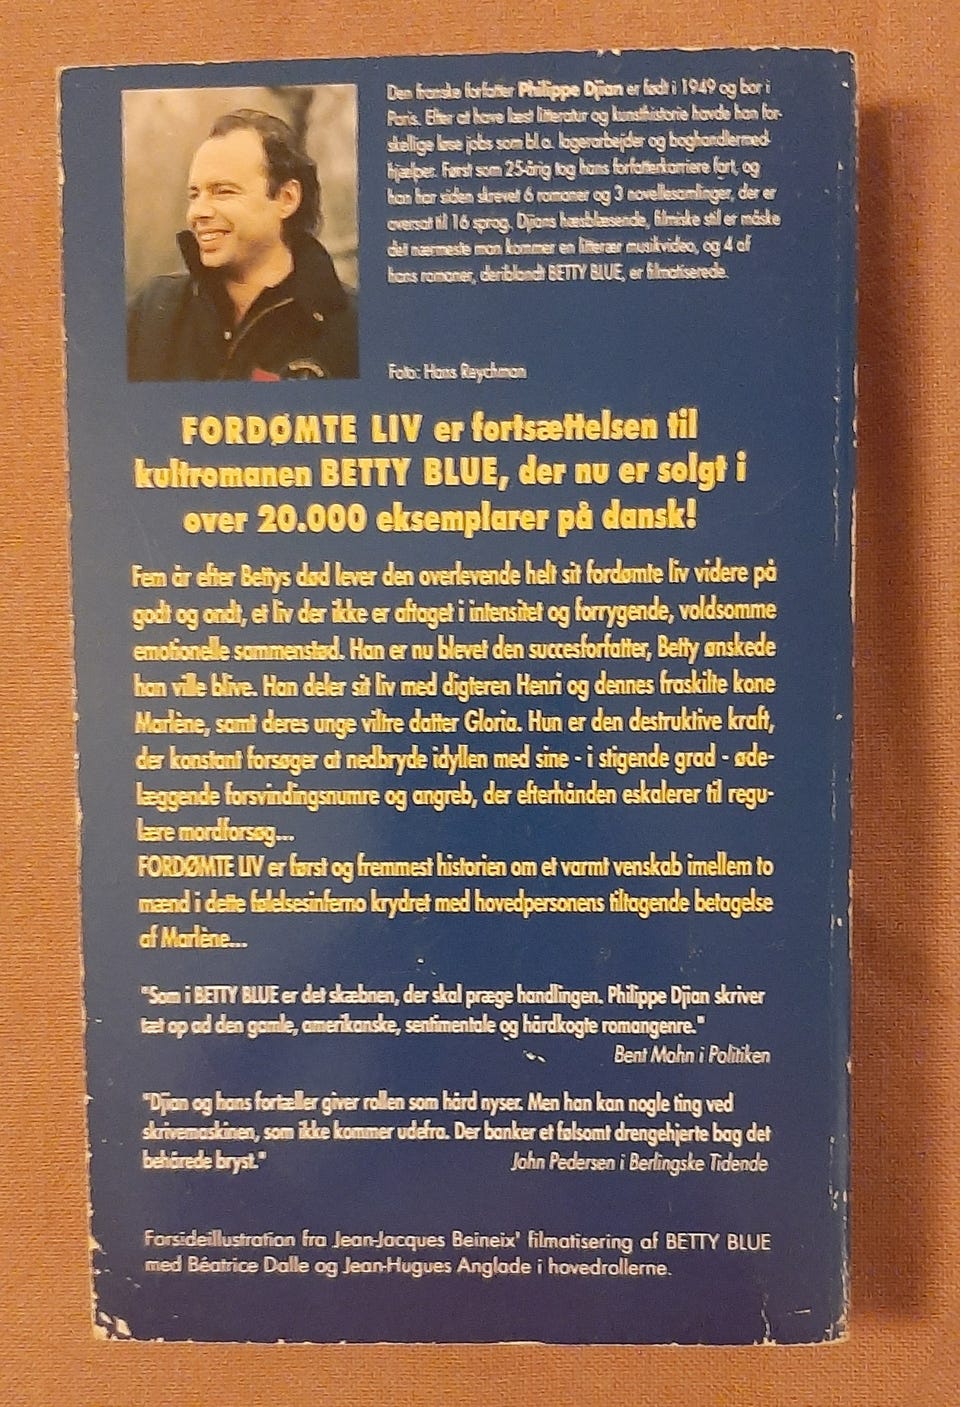 Den franske forfatter Philippe Djian er født i 1949 og bor i
Paris. Efter at have læst litteratur og kunsthistorie havde han for-
skellige løse jobs som bl.a. lagerarbejder og boghandlermed-
hjælper. Først som 25-årig tog hans forfatterkarriere fart, og
han har siden skrevet 6 romaner og 3 novellesamlinger, der er
oversat til 16 sprog. Djians hæsblæsende, filmiske stil er måske
det nærmeste man kommer en litterær musikvideo, og 4 af
hans romaner, deriblandt BETTY BLUE, er filmatiserede.
Foto: Hans Reychman
FORDØMTE LIV er fortsættelsen til
kultromanen BETTY BLUE, der nu er solgt i
over 20.000 eksemplarer på dansk!
Fem år efter Bettys død lever den overlevende helt sit fordømte liv videre på
godt og ondt, et liv der ikke er aftaget i intensitet og forrygende, voldsomme
emotionelle sammenstød. Han er nu blevet den succesforfatter, Betty ønskede
han ville blive. Han deler sit liv med digteren Henri og dennes fraskilte kone
Marlène, samt deres unge viltre datter Gloria. Hun er den destruktive kraft,
der konstant forsøger at nedbryde idyllen med sine - i stigende grad - øde-
læggende forsvindingsnumre og angreb, der efterhånden eskalerer til regu-
lære mordforsøg...
FORDØMTE LIV er først og fremmest historien om et varmt venskab imellem to
mænd i dette følelsesinferno krydret med hovedpersonens tiltagende betagelse
af Marlène...
"Som i BETTY BLUE er det skæbnen, der skal præge handlingen. Philippe Djian skriver
tæt op ad den gamle, amerikanske, sentimentale og hårdkogte romangenre."
Bent Mohn i Politiken
"Djian og hans fortæller giver rollen som hård nyser. Men han kan nogle ting ved
skrivemaskinen, som ikke kommer udefra. Der banker et følsomt drengehjerte bag det
behårede bryst."
John Pedersen i Berlingske Tidende
Forsideillustration fra Jean-Jacques Beineix' filmatisering af BETTY BLUE
med Béatrice Dalle og Jean-Hugues Anglade i hovedrollerne.